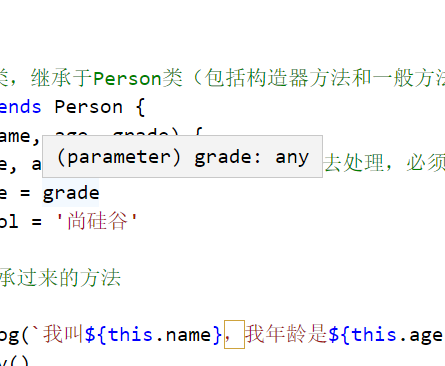 类，继承于Person类（包括构造器方法和一般方法
ends Person {
ame, age, grade) {
e, a
(parameter) grade: any
去处理，必须
e = grade
ol = '尚硅谷'
承过来的方法
og(`我叫${this.name}，我年龄是${this.age
y()